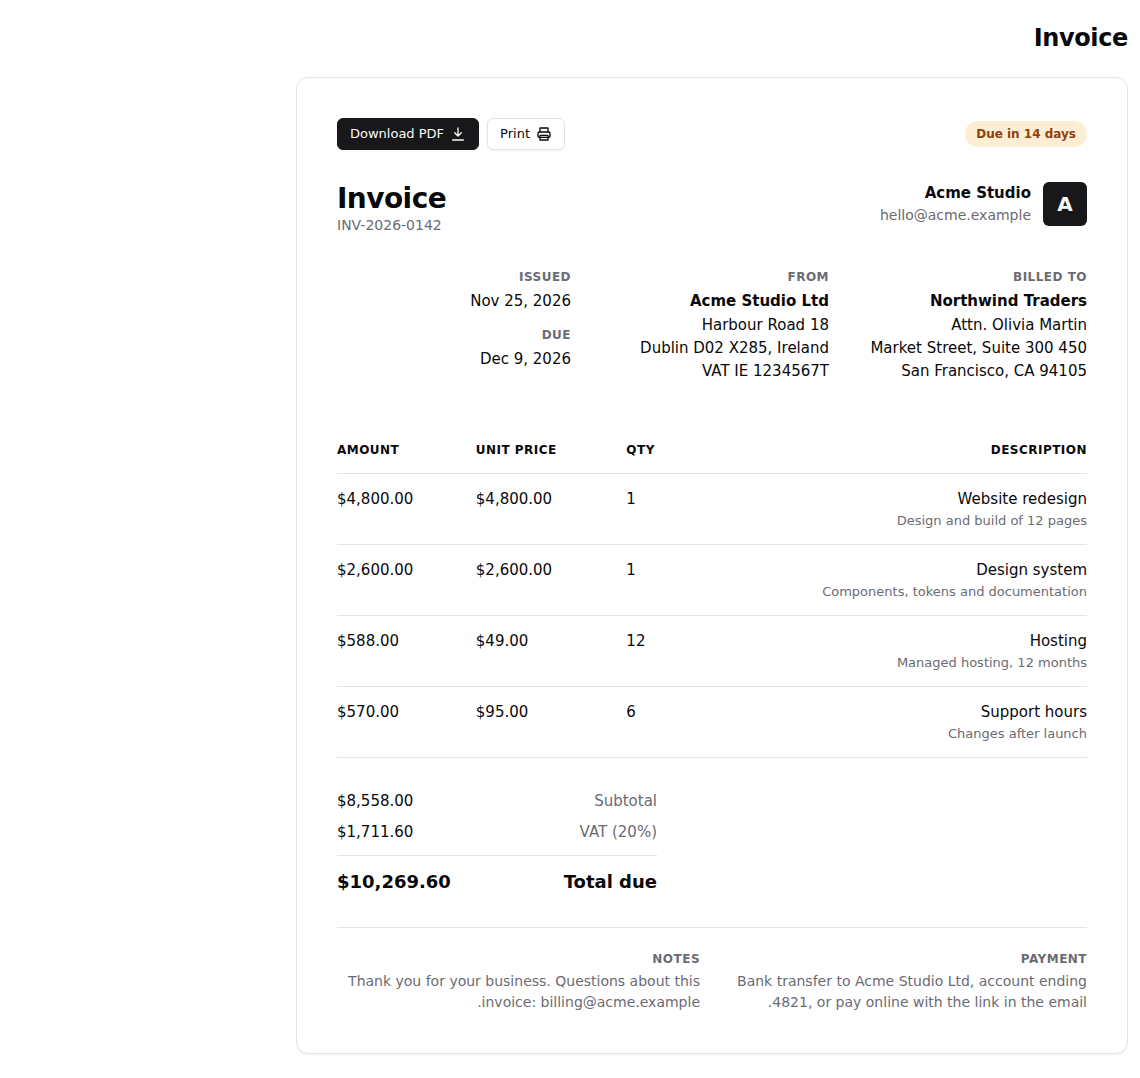 Invoice
Due in 14 days
Print
Download PDF
A
Acme Studio
hello@acme.example
Invoice
INV-2026-0142
BILLED TO
Northwind Traders
Attn. Olivia Martin
Market Street, Suite 300 450
San Francisco, CA 94105
FROM
Acme Studio Ltd
Harbour Road 18
Dublin D02 X285, Ireland
VAT IE 1234567T
ISSUED
Nov 25, 2026
DUE
Dec 9, 2026
DESCRIPTION QTY UNIT PRICE AMOUNT
Website redesign 1 $4,800.00 $4,800.00
Design and build of 12 pages
Design system 1 $2,600.00 $2,600.00
Components, tokens and documentation
Hosting 12 $49.00 $588.00
Managed hosting, 12 months
Support hours 6 $95.00 $570.00
Changes after launch
Subtotal $8,558.00
VAT (20%) $1,711.60
Total due $10,269.60
PAYMENT
Bank transfer to Acme Studio Ltd, account ending
.4821, or pay online with the link in the email
NOTES
Thank you for your business. Questions about this
.invoice: billing@acme.example